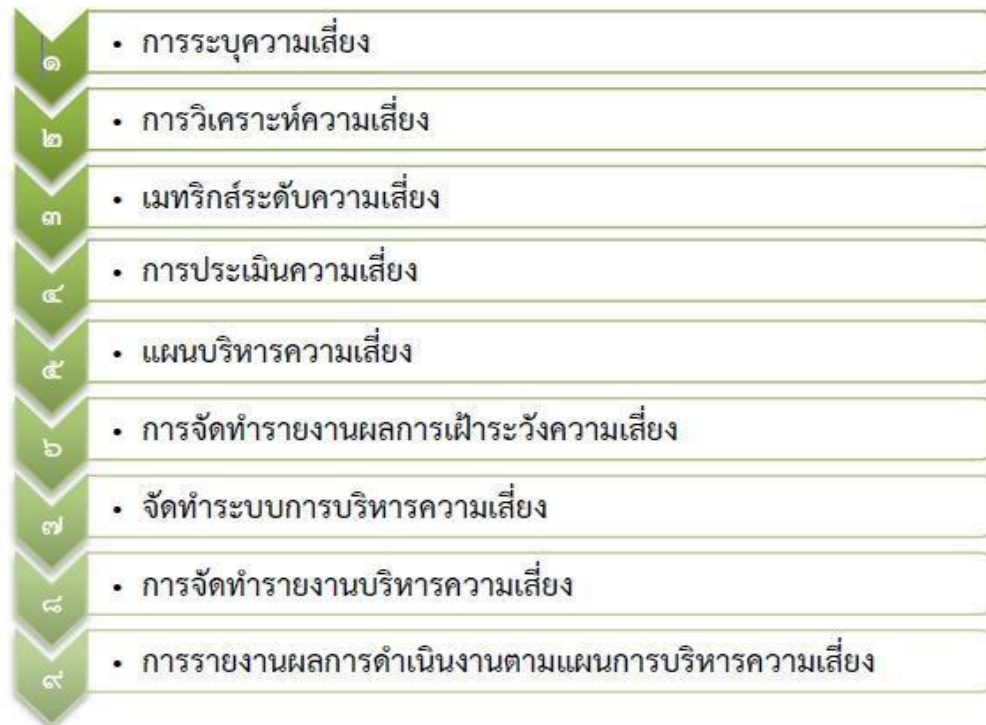 ๑ • การระบุความเสี่ยง
๒ • การวิเคราะห์ความเสี่ยง
๓ • เมทริกส์ระดับความเสี่ยง
๔ • การประเมินความเสี่ยง
๕ • แผนบริหารความเสี่ยง
๖ • การจัดทำรายงานผลการเฝ้าระวังความเสี่ยง
๗ • จัดทำระบบการบริหารความเสี่ยง
๘ • การจัดทำรายงานบริหารความเสี่ยง
๙ • การรายงานผลการดำเนินงานตามแผนการบริหารความเสี่ยง